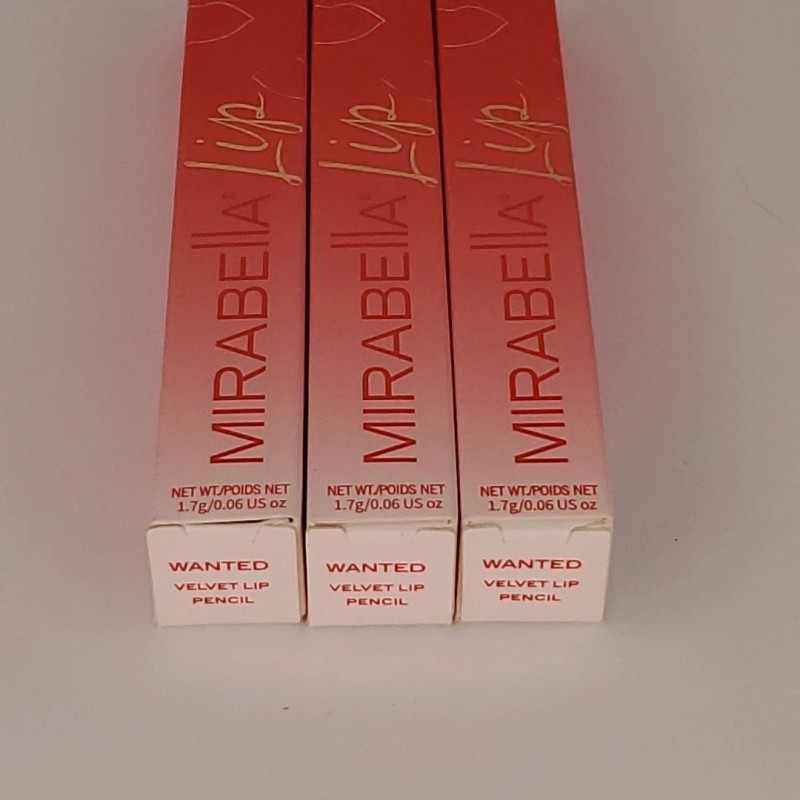 Lip
MIRABEllA®
NET WT./POIDS NET
1.7g/0.06 US oz
WANTED
VELVET LIP
PENCIL
Lip
MIRABEllA®
NET WT./POIDS NET
1.7g/0.06 US oz
WANTED
VELVET LIP
PENCIL
Lip
MIRABEllA®
NET WT./POIDS NET
1.7g/0.06 US oz
WANTED
VELVET LIP
PENCIL